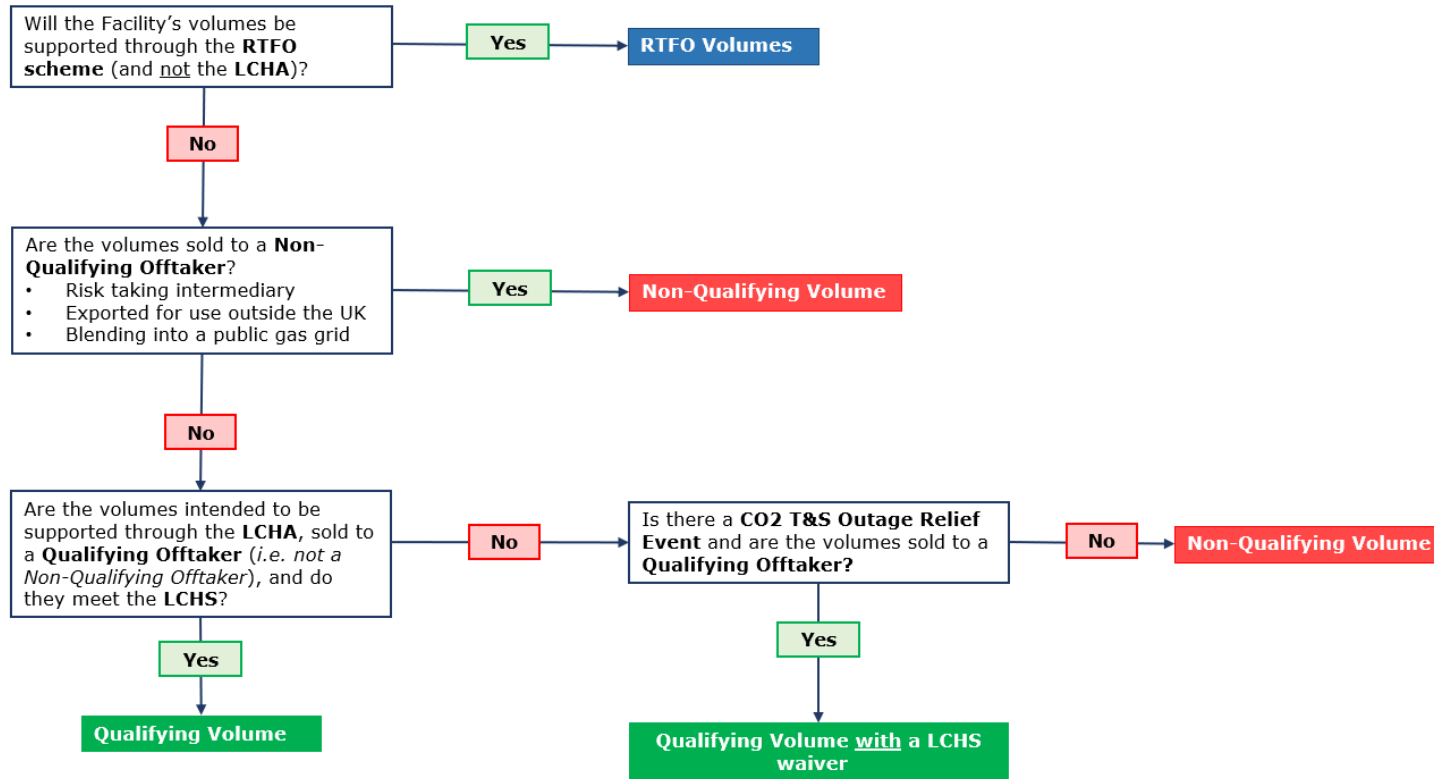 Will the Facility’s volumes be
supported through the RTFO
scheme (and not the LCHA)?
Yes
RTFO Volumes
No
Are the volumes sold to a Non-
Qualifying Offtaker?
• Risk taking intermediary
• Exported for use outside the UK
• Blending into a public gas grid
Yes
Non-Qualifying Volume
No
Are the volumes intended to be
supported through the LCHA, sold to
a Qualifying Offtaker (i.e. not a
Non-Qualifying Offtaker), and do
they meet the LCHS?
No
Is there a CO2 T&S Outage Relief
Event and are the volumes sold to a
Qualifying Offtaker?
No
Non-Qualifying Volume
Yes
Qualifying Volume
Yes
Qualifying Volume with a LCHS
waiver